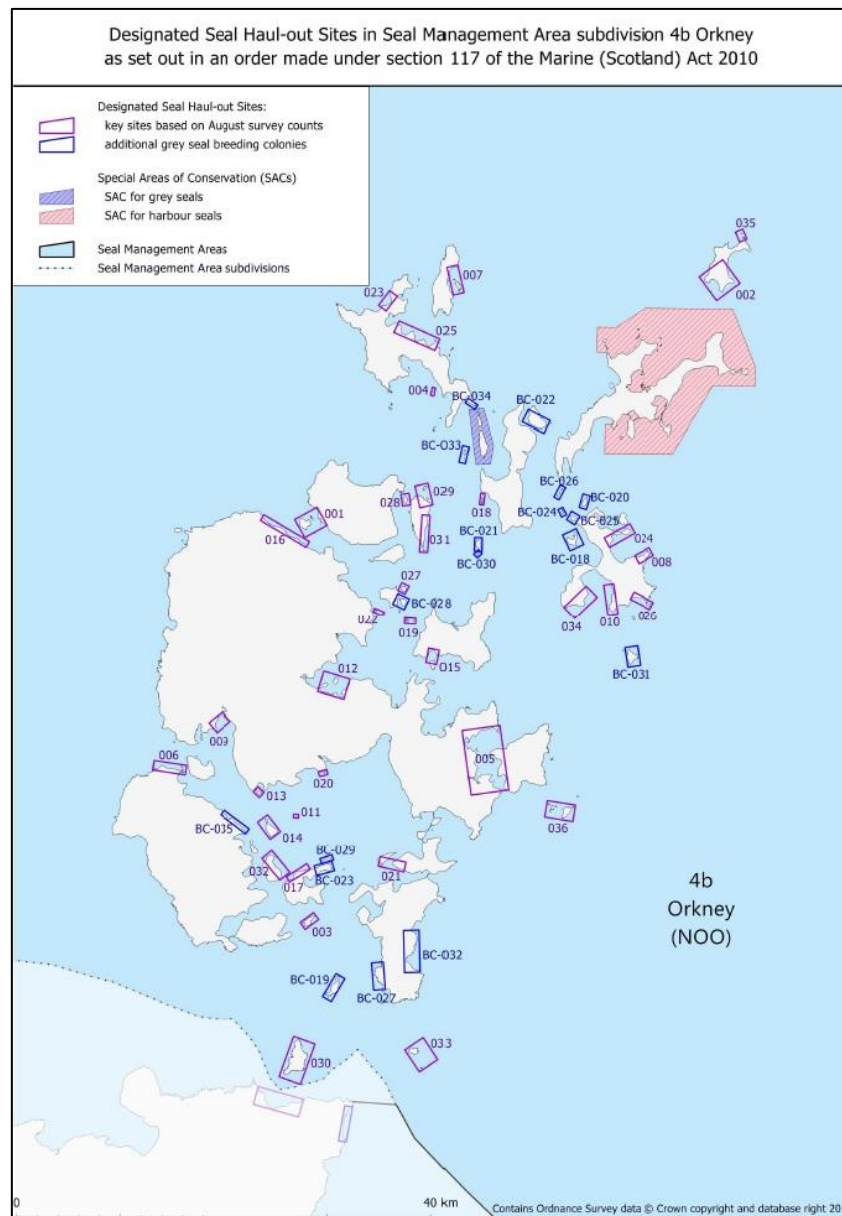 Designated Seal Haul-out Sites in Seal Management Area subdivision 4b Orkney
as set out in an order made under section 117 of the Marine (Scotland) Act 2010
Designated Seal Haul-out Sites:
key sites based on August survey counts
additional grey seal breeding colonies
Special Areas of Conservation (SACs)
SAC for grey seals
SAC for harbour seals
Seal Management Areas
Seal Management Area subdivisions
035
007
002
023
025
004
BC-034
BC-022
BC-033
BC-026
029
028
018
BC-020
BC-024
BC-025
001
016
BC-021
024
031
BC-018
BC-030
008
027
BC-028
022
019
034
010
026
015
BC-031
012
009
006
005
013
020
011
036
BC-035
014
BC-029
032
017
BC-023
021
4b
Orkney
(NOO)
003
BC-032
BC-019
BC-027
033
030
0
40 km
Contains Ordnance Survey data © Crown copyright and database right 20